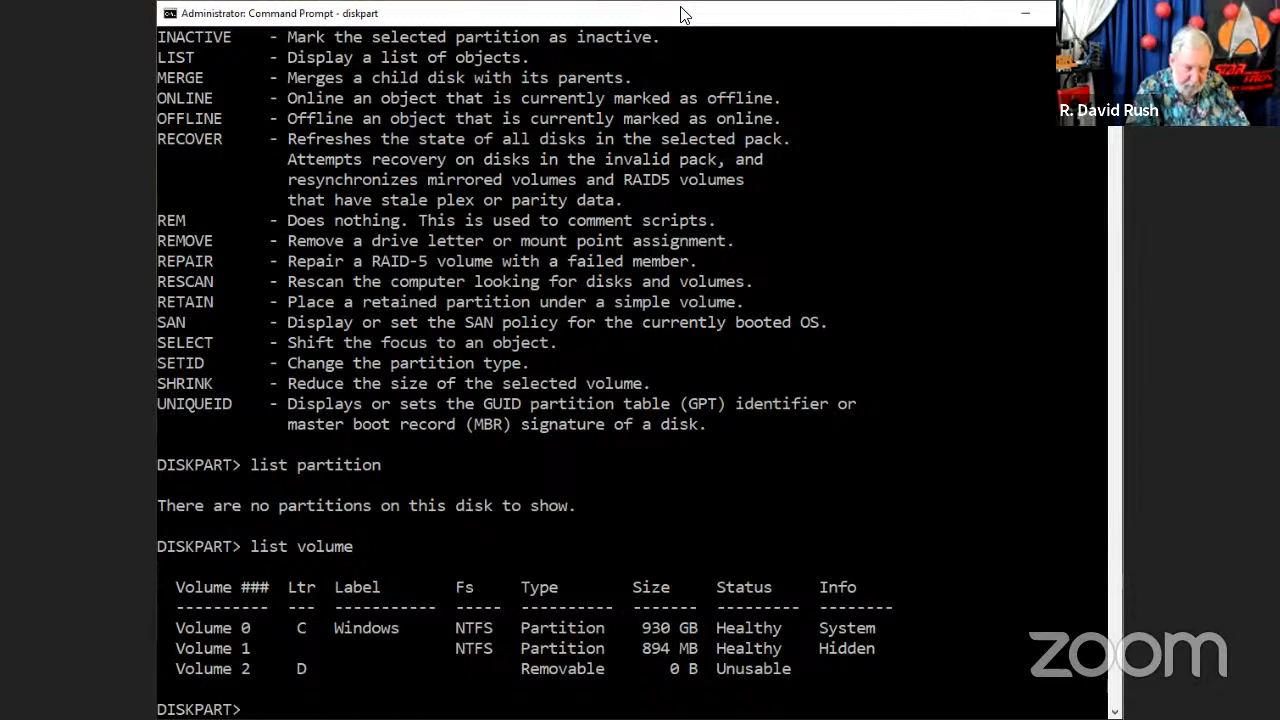 Administrator: Command Prompt - diskpart
INACTIVE - Mark the selected partition as inactive.
LIST - Display a list of objects.
MERGE - Merges a child disk with its parents.
ONLINE - Online an object that is currently marked as offline.
OFFLINE - Offline an object that is currently marked as online.
RECOVER - Refreshes the state of all disks in the selected pack.
Attempts recovery on disks in the invalid pack, and
resynchronizes mirrored volumes and RAID5 volumes
that have stale plex or parity data.
REM - Does nothing. This is used to comment scripts.
REMOVE - Remove a drive letter or mount point assignment.
REPAIR - Repair a RAID-5 volume with a failed member.
RESCAN - Rescan the computer looking for disks and volumes.
RETAIN - Place a retained partition under a simple volume.
SAN - Display or set the SAN policy for the currently booted OS.
SELECT - Shift the focus to an object.
SETID - Change the partition type.
SHRINK - Reduce the size of the selected volume.
UNIQUEID - Displays or sets the GUID partition table (GPT) identifier or
master boot record (MBR) signature of a disk.
DISKPART> list partition
There are no partitions on this disk to show.
DISKPART> list volume
Volume ### Ltr Label Fs Type Size Status Info
---------- --- ----------- ----- ---------- ------- --------- --------
Volume 0 C Windows NTFS Partition 930 GB Healthy System
Volume 1 NTFS Partition 894 MB Healthy Hidden
Volume 2 D Removable 0 B Unusable
DISKPART>
STAR TREK
R. David Rush
zoom